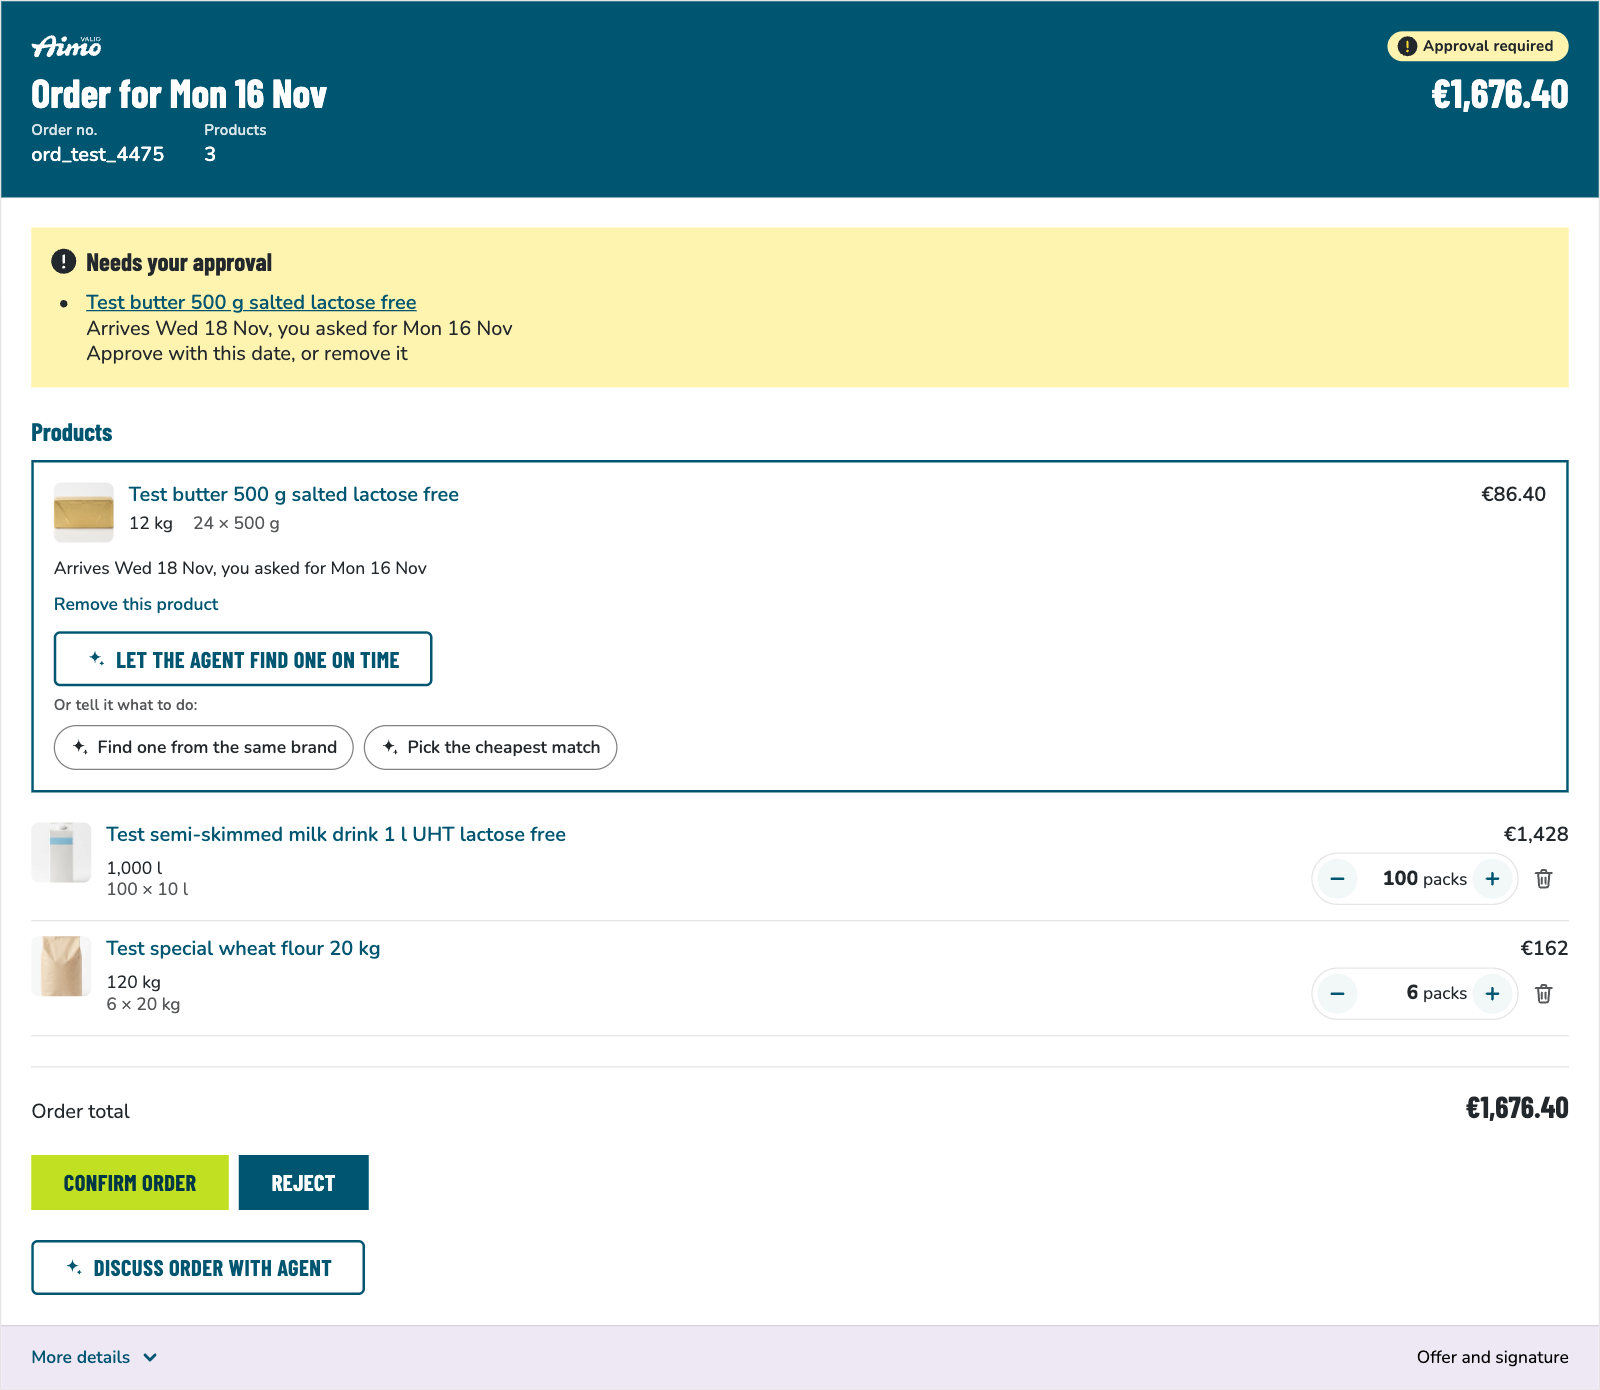 Aimo VALIO
Approval required
Order for Mon 16 Nov
€1,676.40
Order no.
Products
ord_test_4475
3
Needs your approval
• Test butter 500 g salted lactose free
Arrives Wed 18 Nov, you asked for Mon 16 Nov
Approve with this date, or remove it
Products
Test butter 500 g salted lactose free
€86.40
12 kg 24 × 500 g
Arrives Wed 18 Nov, you asked for Mon 16 Nov
Remove this product
LET THE AGENT FIND ONE ON TIME
Or tell it what to do:
Find one from the same brand
Pick the cheapest match
Test semi-skimmed milk drink 1 l UHT lactose free
€1,428
1,000 l
100 × 10 l
− 100 packs +
Test special wheat flour 20 kg
€162
120 kg
6 × 20 kg
− 6 packs +
Order total
€1,676.40
CONFIRM ORDER
REJECT
DISCUSS ORDER WITH AGENT
More details
Offer and signature